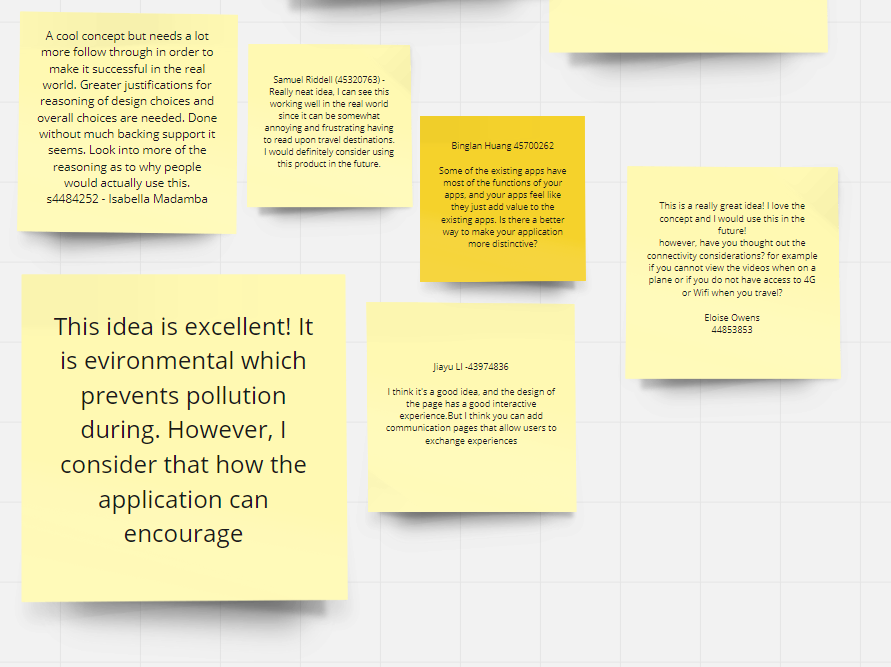 A cool concept but needs a lot
more follow through in order to
make it successful in the real
world. Greater justifications for
reasoning of design choices and
overall choices are needed. Done
without much backing support it
seems. Look into more of the
reasoning as to why people
would actually use this.
s4484252 - Isabella Madamba
Samuel Riddell (45320763) -
Really neat idea, I can see this
working well in the real world
since it can be somewhat
annoying and frustrating having
to read upon travel destinations.
I would definitely consider using
this product in the future.
Binglan Huang 45700262
Some of the existing apps have
most of the functions of your
apps, and your apps feel like
they just add value to the
existing apps. Is there a better
way to make your application
more distinctive?
This is a really great idea! I love the
concept and I would use this in the
future!
however, have you thought out the
connectivity considerations? for example
if you cannot view the videos when on a
plane or if you do not have access to 4G
or Wifi when you travel?
Eloise Owens
44853853
This idea is excellent! It
is evironmental which
prevents pollution
during. However, I
consider that how the
application can
encourage
Jiayu LI -43974836
I think it's a good idea, and the design of
the page has a good interactive
experience.But I think you can add
communication pages that allow users to
exchange experiences